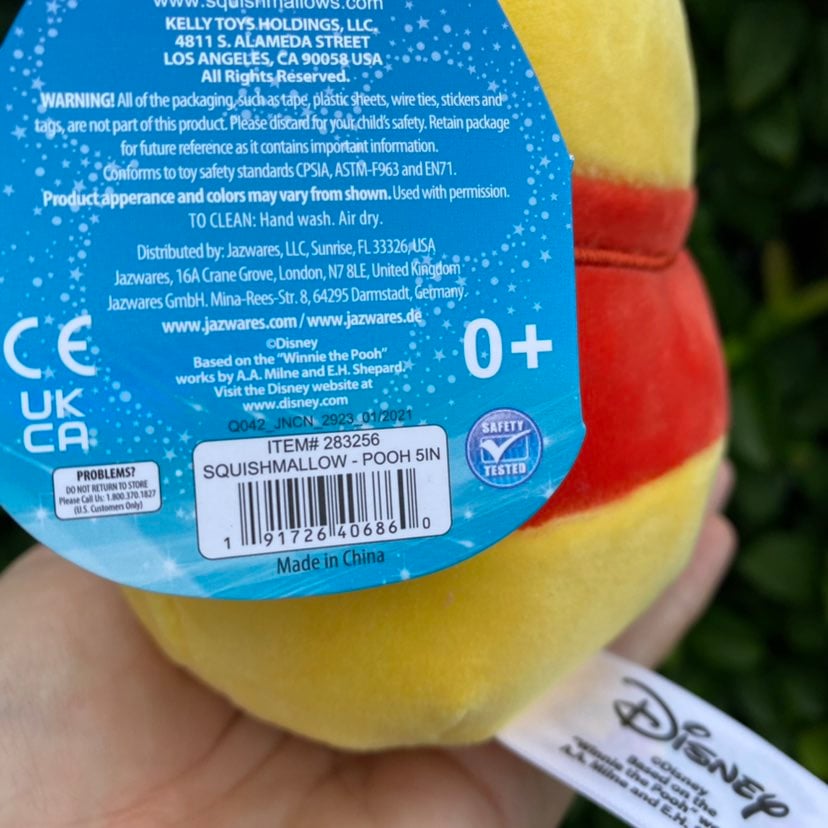 www.squishmallows.com
KELLY TOYS HOLDINGS, LLC.
4811 S. ALAMEDA STREET
LOS ANGELES, CA 90058 USA
All Rights Reserved.
WARNING! All of the packaging, such as tape, plastic sheets, wire ties, stickers and
tags, are not part of this product. Please discard for your child's safety. Retain package
for future reference as it contains important information.
Conforms to toy safety standards CPSIA, ASTM-F963 and EN71.
Product apperance and colors may vary from shown. Used with permission.
TO CLEAN: Hand wash. Air dry.
Distributed by: Jazwares, LLC, Sunrise, FL 33326, USA
Jazwares, 16A Crane Grove, London, N7 8LE, United Kingdom
Jazwares GmbH. Mina-Rees-Str. 8, 64295 Darmstadt, Germany.
www.jazwares.com / www.jazwares.de
CE
0+
©Disney
Based on the "Winnie the Pooh"
works by A.A. Milne and E.H. Shepard.
Visit the Disney website at
www.disney.com
UK
CA
Q042_JNCN_2923_01/2021
ITEM# 283256
SQUISHMALLOW - POOH 5IN
1 91726 40686 0
SAFETY
TESTED
PROBLEMS?
DO NOT RETURN TO STORE
Please Call Us: 1.800.370.1827
(U.S. Customers Only)
Made in China
Disney
©Disney
Based on the
"Winnie the Pooh" w
A.A. Milne and E.H.